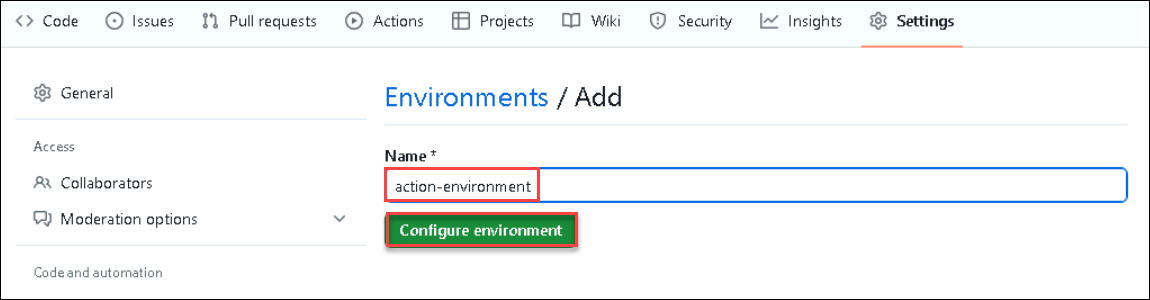 Code Issues Pull requests Actions Projects Wiki Security Insights Settings
General
Access
Collaborators
Moderation options
Code and automation
Environments / Add
Name *
action-environment
Configure environment